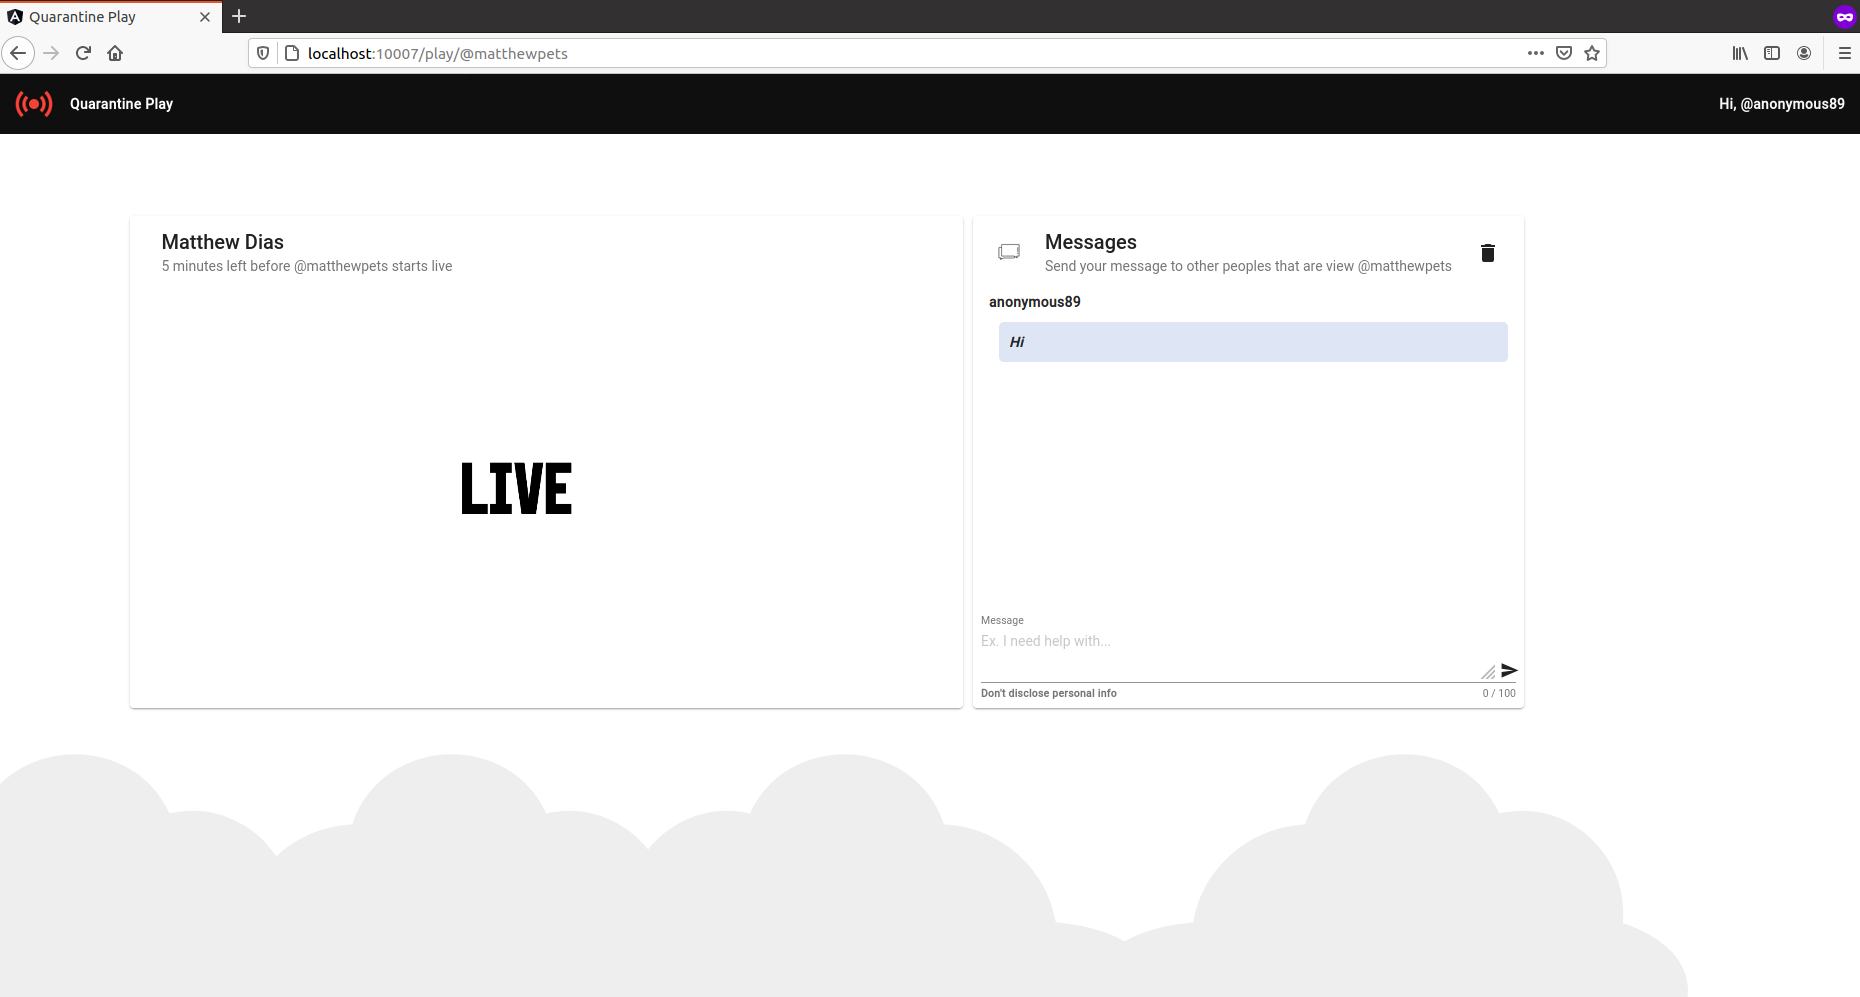 Quarantine Play
localhost:10007/play/@matthewpets
Quarantine Play
Hi, @anonymous89
Matthew Dias
5 minutes left before @matthewpets starts live
LIVE
Messages
Send your message to other peoples that are view @matthewpets
anonymous89
Hi
Message
Ex. I need help with...
Don't disclose personal info
0 / 100